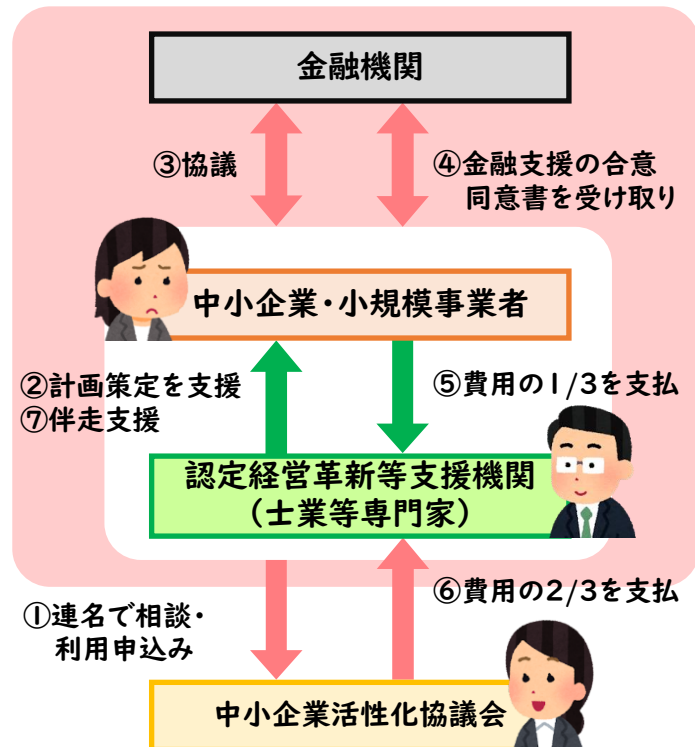 金融機関
③協議
④金融支援の合意
同意書を受け取り
中小企業・小規模事業者
②計画策定を支援
⑦伴走支援
⑤費用の1/3を支払
認定経営革新等支援機関
（士業等専門家）
①連名で相談・
利用申込み
⑥費用の2/3を支払
中小企業活性化協議会